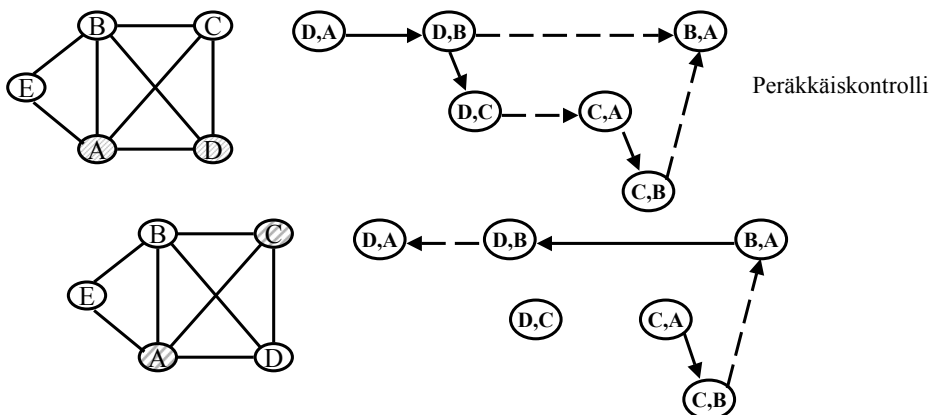 B C D,A D,B B,A
E D,C C,A Peräkkäiskontrolli
A D
C,B
B C D,A D,B B,A
E D,C C,A
A D
C,B